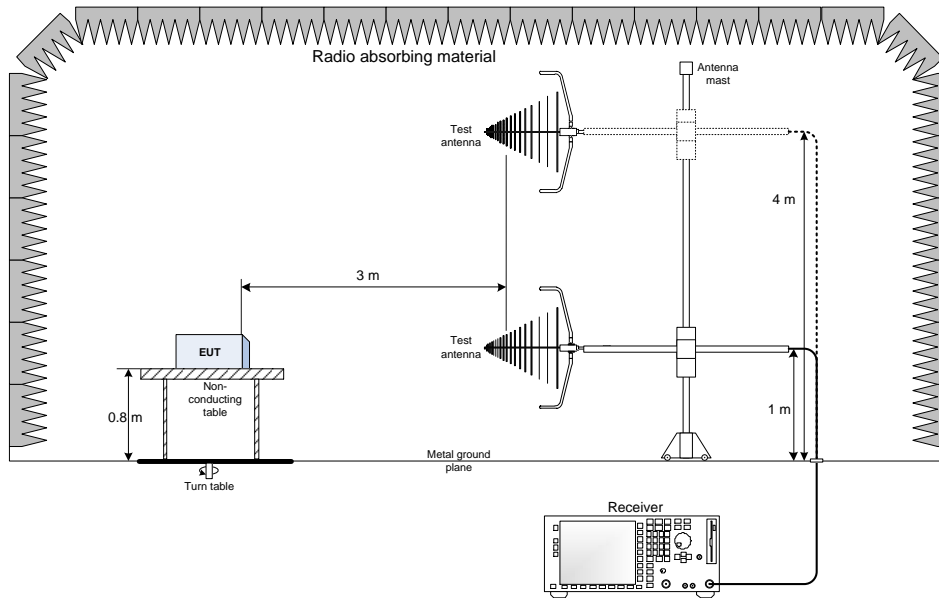 Radio absorbing material
Antenna
mast
Test
antenna
4 m
3 m
Test
antenna
EUT
Non-
conducting
table
0.8 m
1 m
Metal ground
plane
Turn table
Receiver